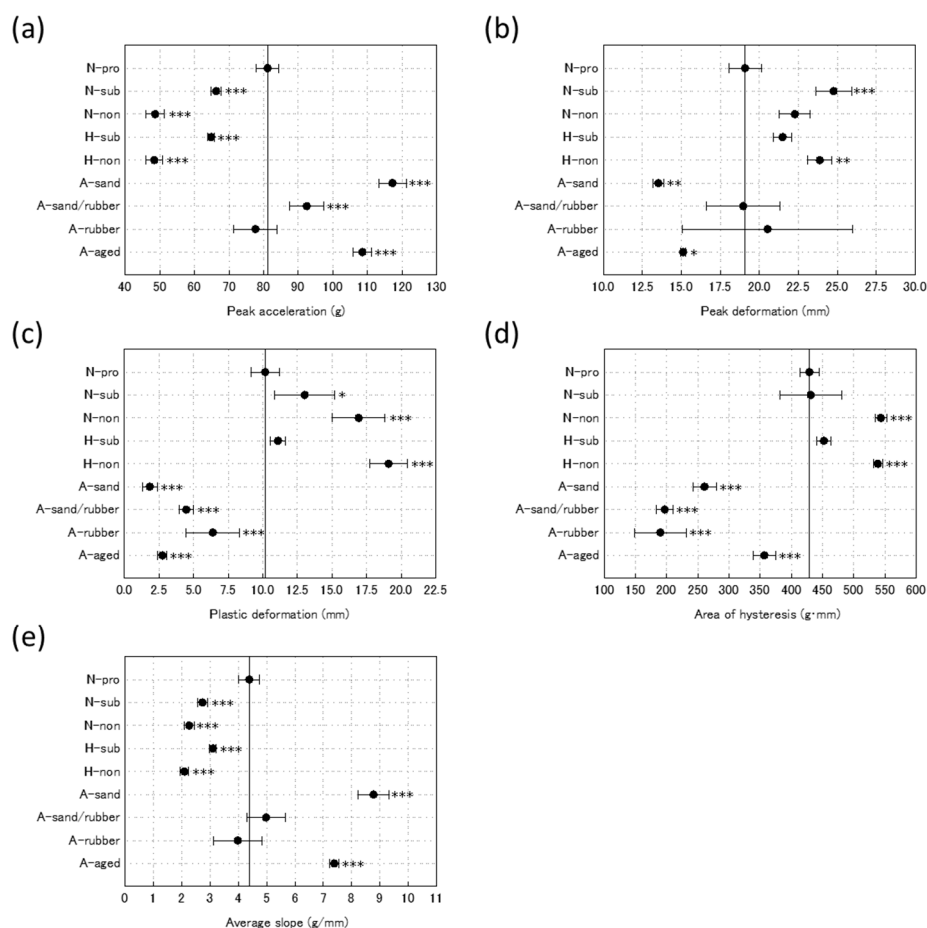 (a)
N-pro
N-sub ***
N-non ***
H-sub ***
H-non ***
A-sand ***
A-sand/rubber ***
A-rubber
A-aged ***
40 50 60 70 80 90 100 110 120 130
Peak acceleration (g)
(b)
N-pro
N-sub ***
N-non
H-sub
H-non **
A-sand **
A-sand/rubber
A-rubber
A-aged *
10.0 12.5 15.0 17.5 20.0 22.5 25.0 27.5 30.0
Peak deformation (mm)
(c)
N-pro
N-sub *
N-non ***
H-sub
H-non ***
A-sand ***
A-sand/rubber ***
A-rubber ***
A-aged ***
0.0 2.5 5.0 7.5 10.0 12.5 15.0 17.5 20.0 22.5
Plastic deformation (mm)
(d)
N-pro
N-sub
N-non ***
H-sub
H-non ***
A-sand ***
A-sand/rubber ***
A-rubber ***
A-aged ***
100 150 200 250 300 350 400 450 500 550 600
Area of hysteresis (g·mm)
(e)
N-pro
N-sub ***
N-non ***
H-sub ***
H-non ***
A-sand ***
A-sand/rubber
A-rubber
A-aged ***
0 1 2 3 4 5 6 7 8 9 10 11
Average slope (g/mm)